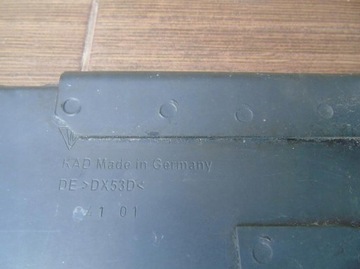 KAD Made in Germany
DE >DX53D<
1 01